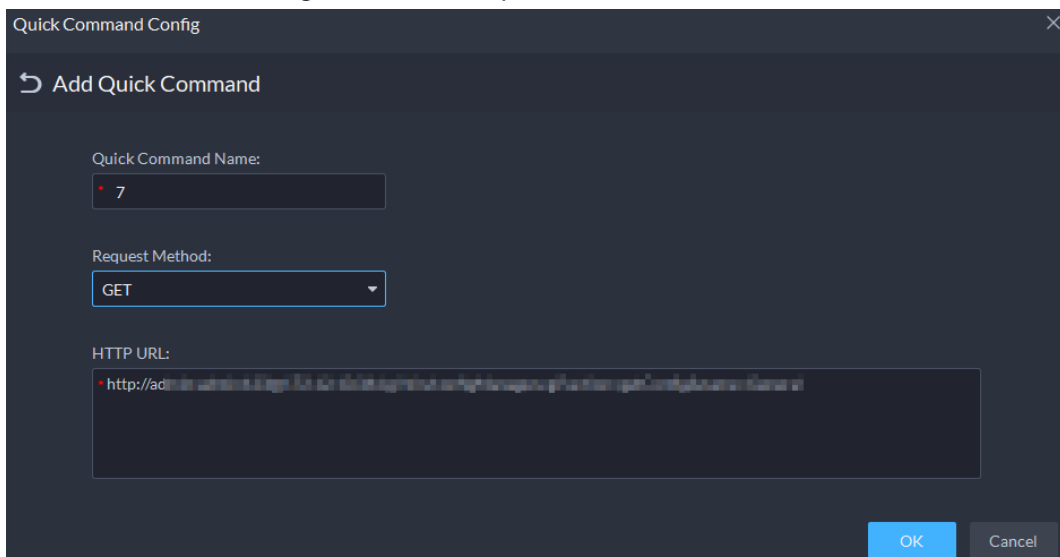 Quick Command Config
Add Quick Command
Quick Command Name:
* 7
Request Method:
GET
HTTP URL:
* http://ad
OK
Cancel